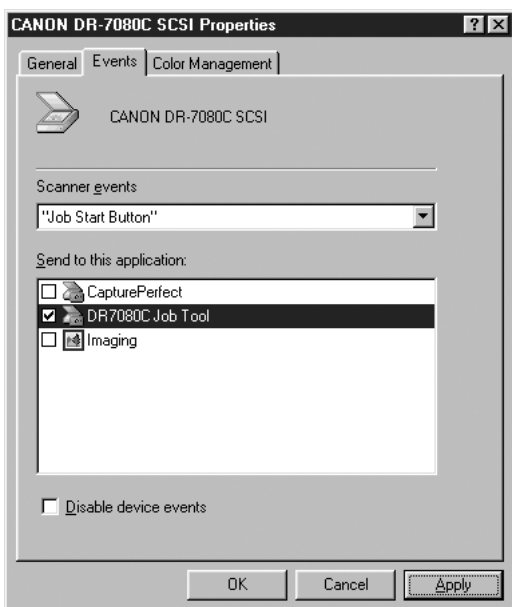 CANON DR-7080C SCSI Properties
General Events Color Management
CANON DR-7080C SCSI
Scanner events
"Job Start Button"
Send to this application:
CapturePerfect
DR7080C Job Tool
Imaging
Disable device events
OK Cancel Apply